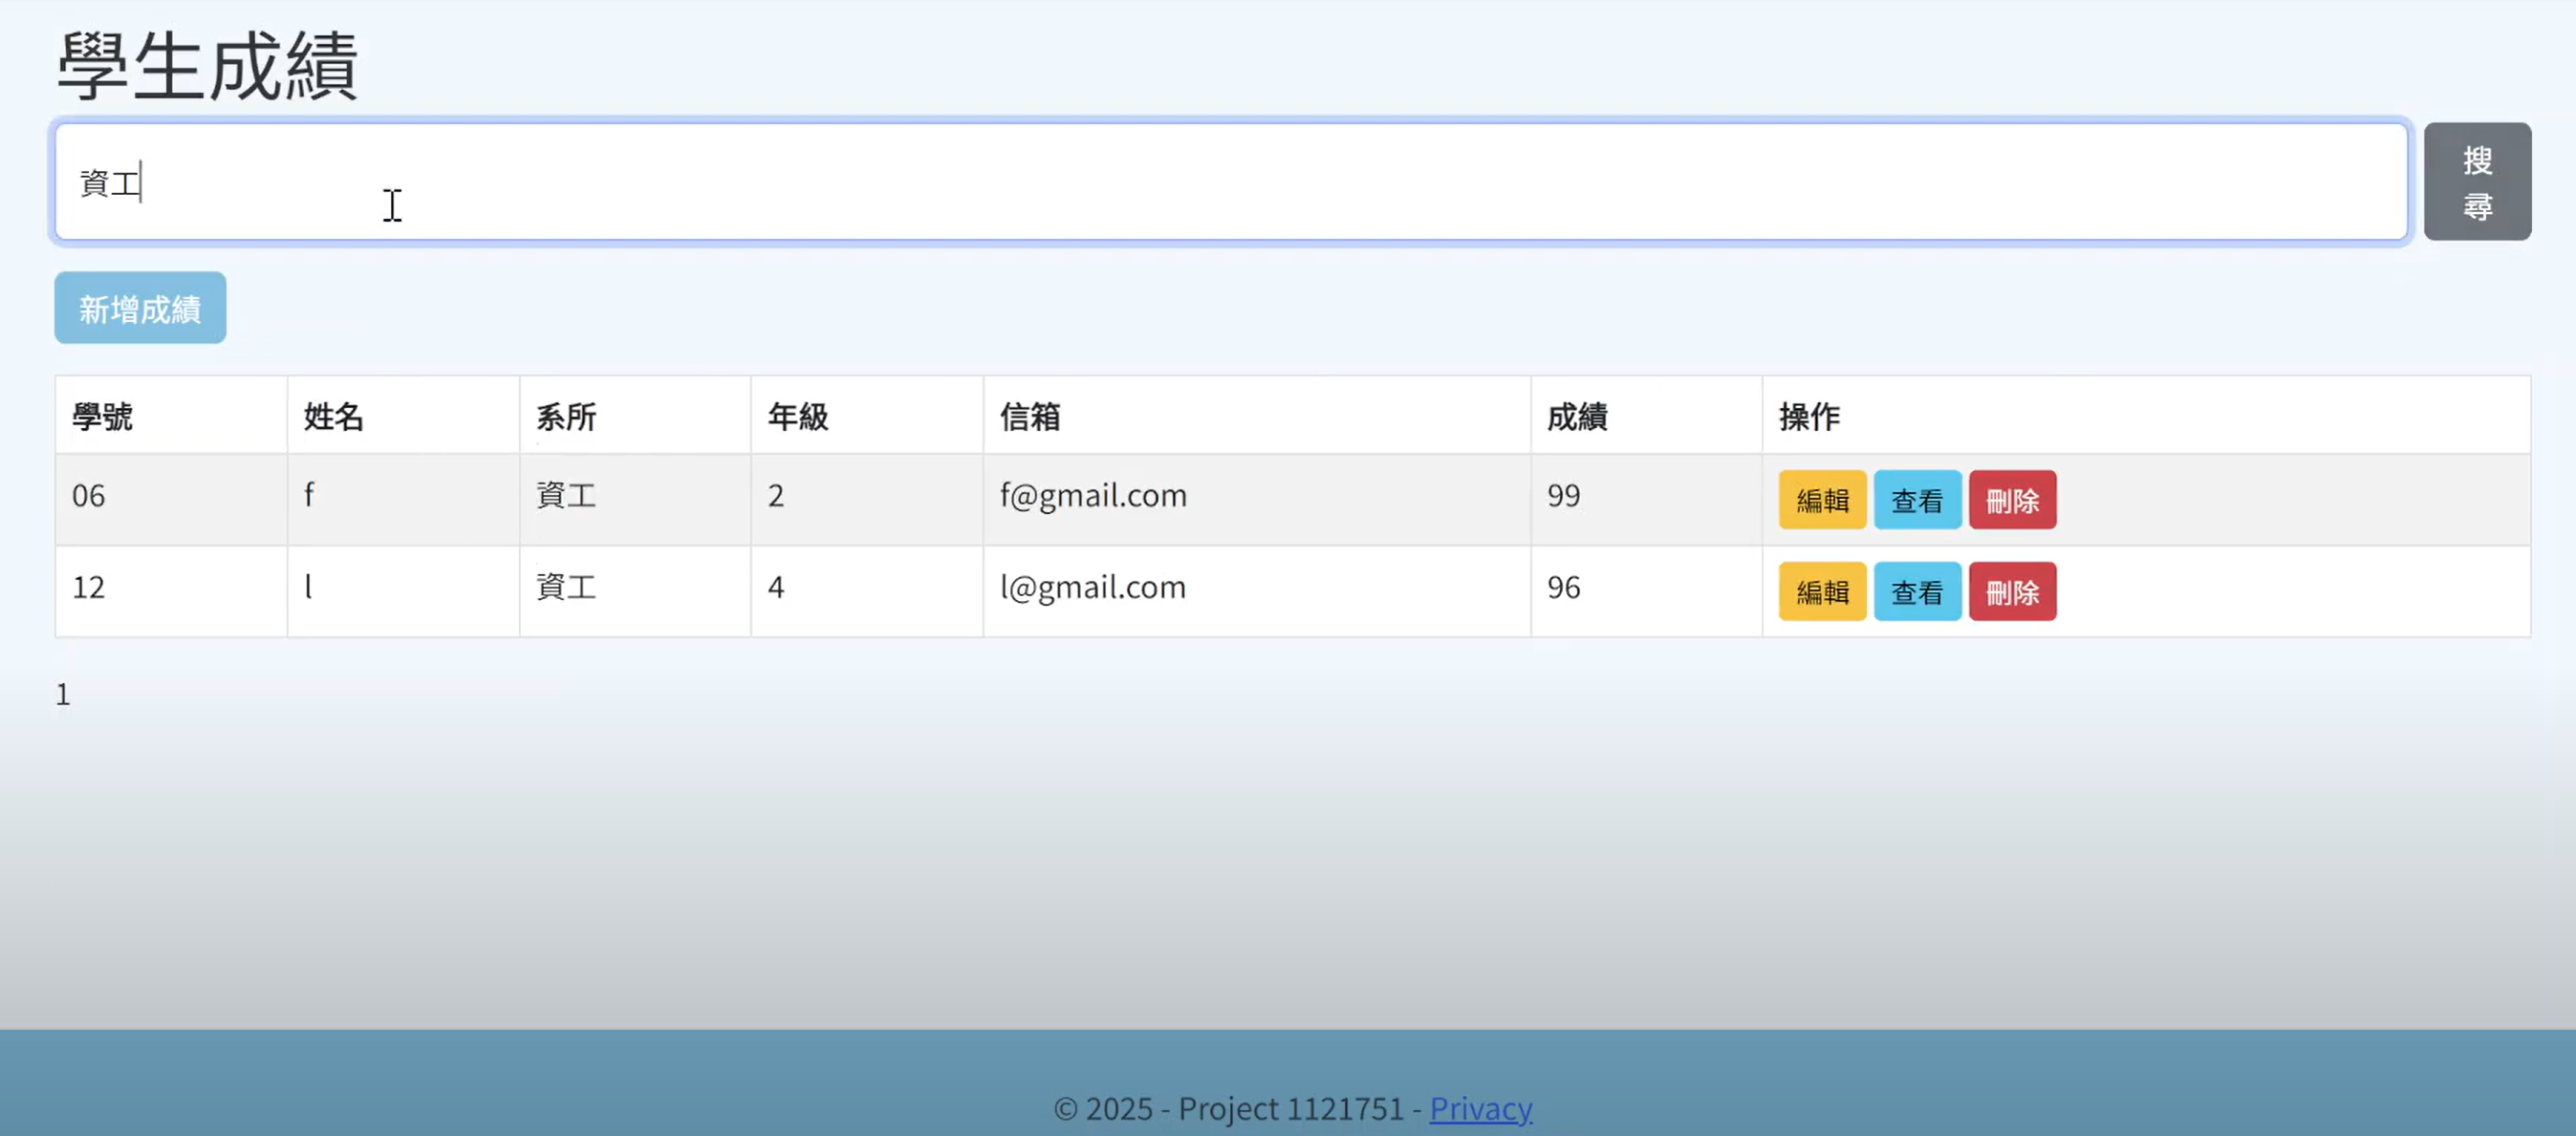 學生成績
資工
搜
尋
新增成績
學號 姓名 系所 年級 信箱 成績 操作
06 f 資工 2 f@gmail.com 99 編輯 查看 刪除
12 l 資工 4 l@gmail.com 96 編輯 查看 刪除
1
© 2025 - Project 1121751 - Privacy